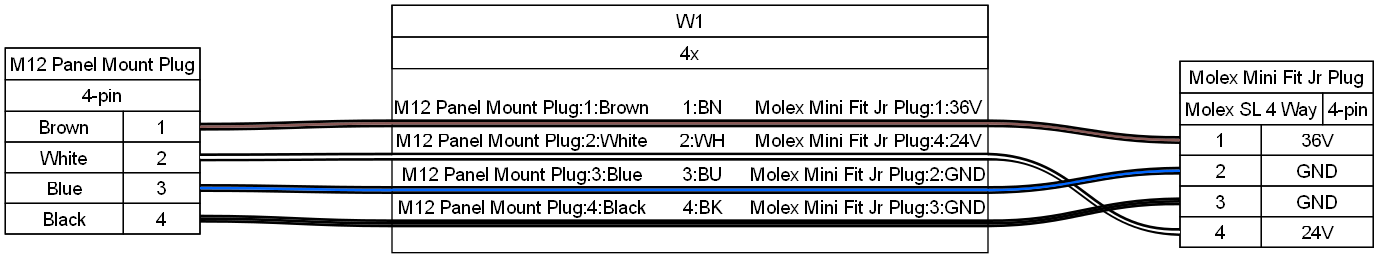 W1
4x
M12 Panel Mount Plug
4-pin
Brown 1
White 2
Blue 3
Black 4
M12 Panel Mount Plug:1:Brown 1:BN Molex Mini Fit Jr Plug:1:36V
M12 Panel Mount Plug:2:White 2:WH Molex Mini Fit Jr Plug:4:24V
M12 Panel Mount Plug:3:Blue 3:BU Molex Mini Fit Jr Plug:2:GND
M12 Panel Mount Plug:4:Black 4:BK Molex Mini Fit Jr Plug:3:GND
Molex Mini Fit Jr Plug
Molex SL 4 Way 4-pin
1 36V
2 GND
3 GND
4 24V